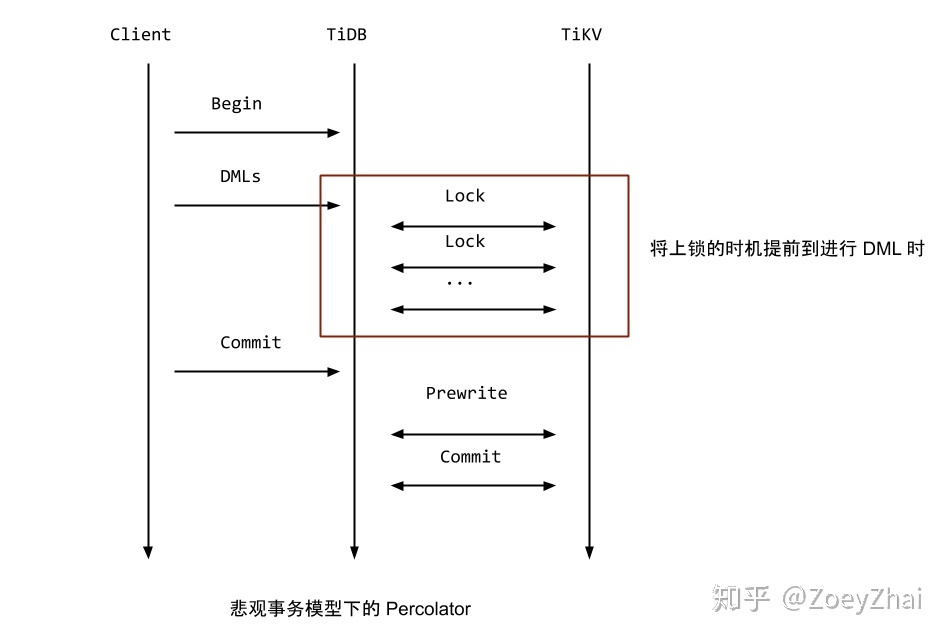 Client
TiDB
TiKV
Begin
DMLs
Lock
Lock
...
将上锁的时机提前到进行 DML 时
Commit
Prewrite
Commit
悲观事务模型下的 Percolator
知乎 @ZoeyZhai